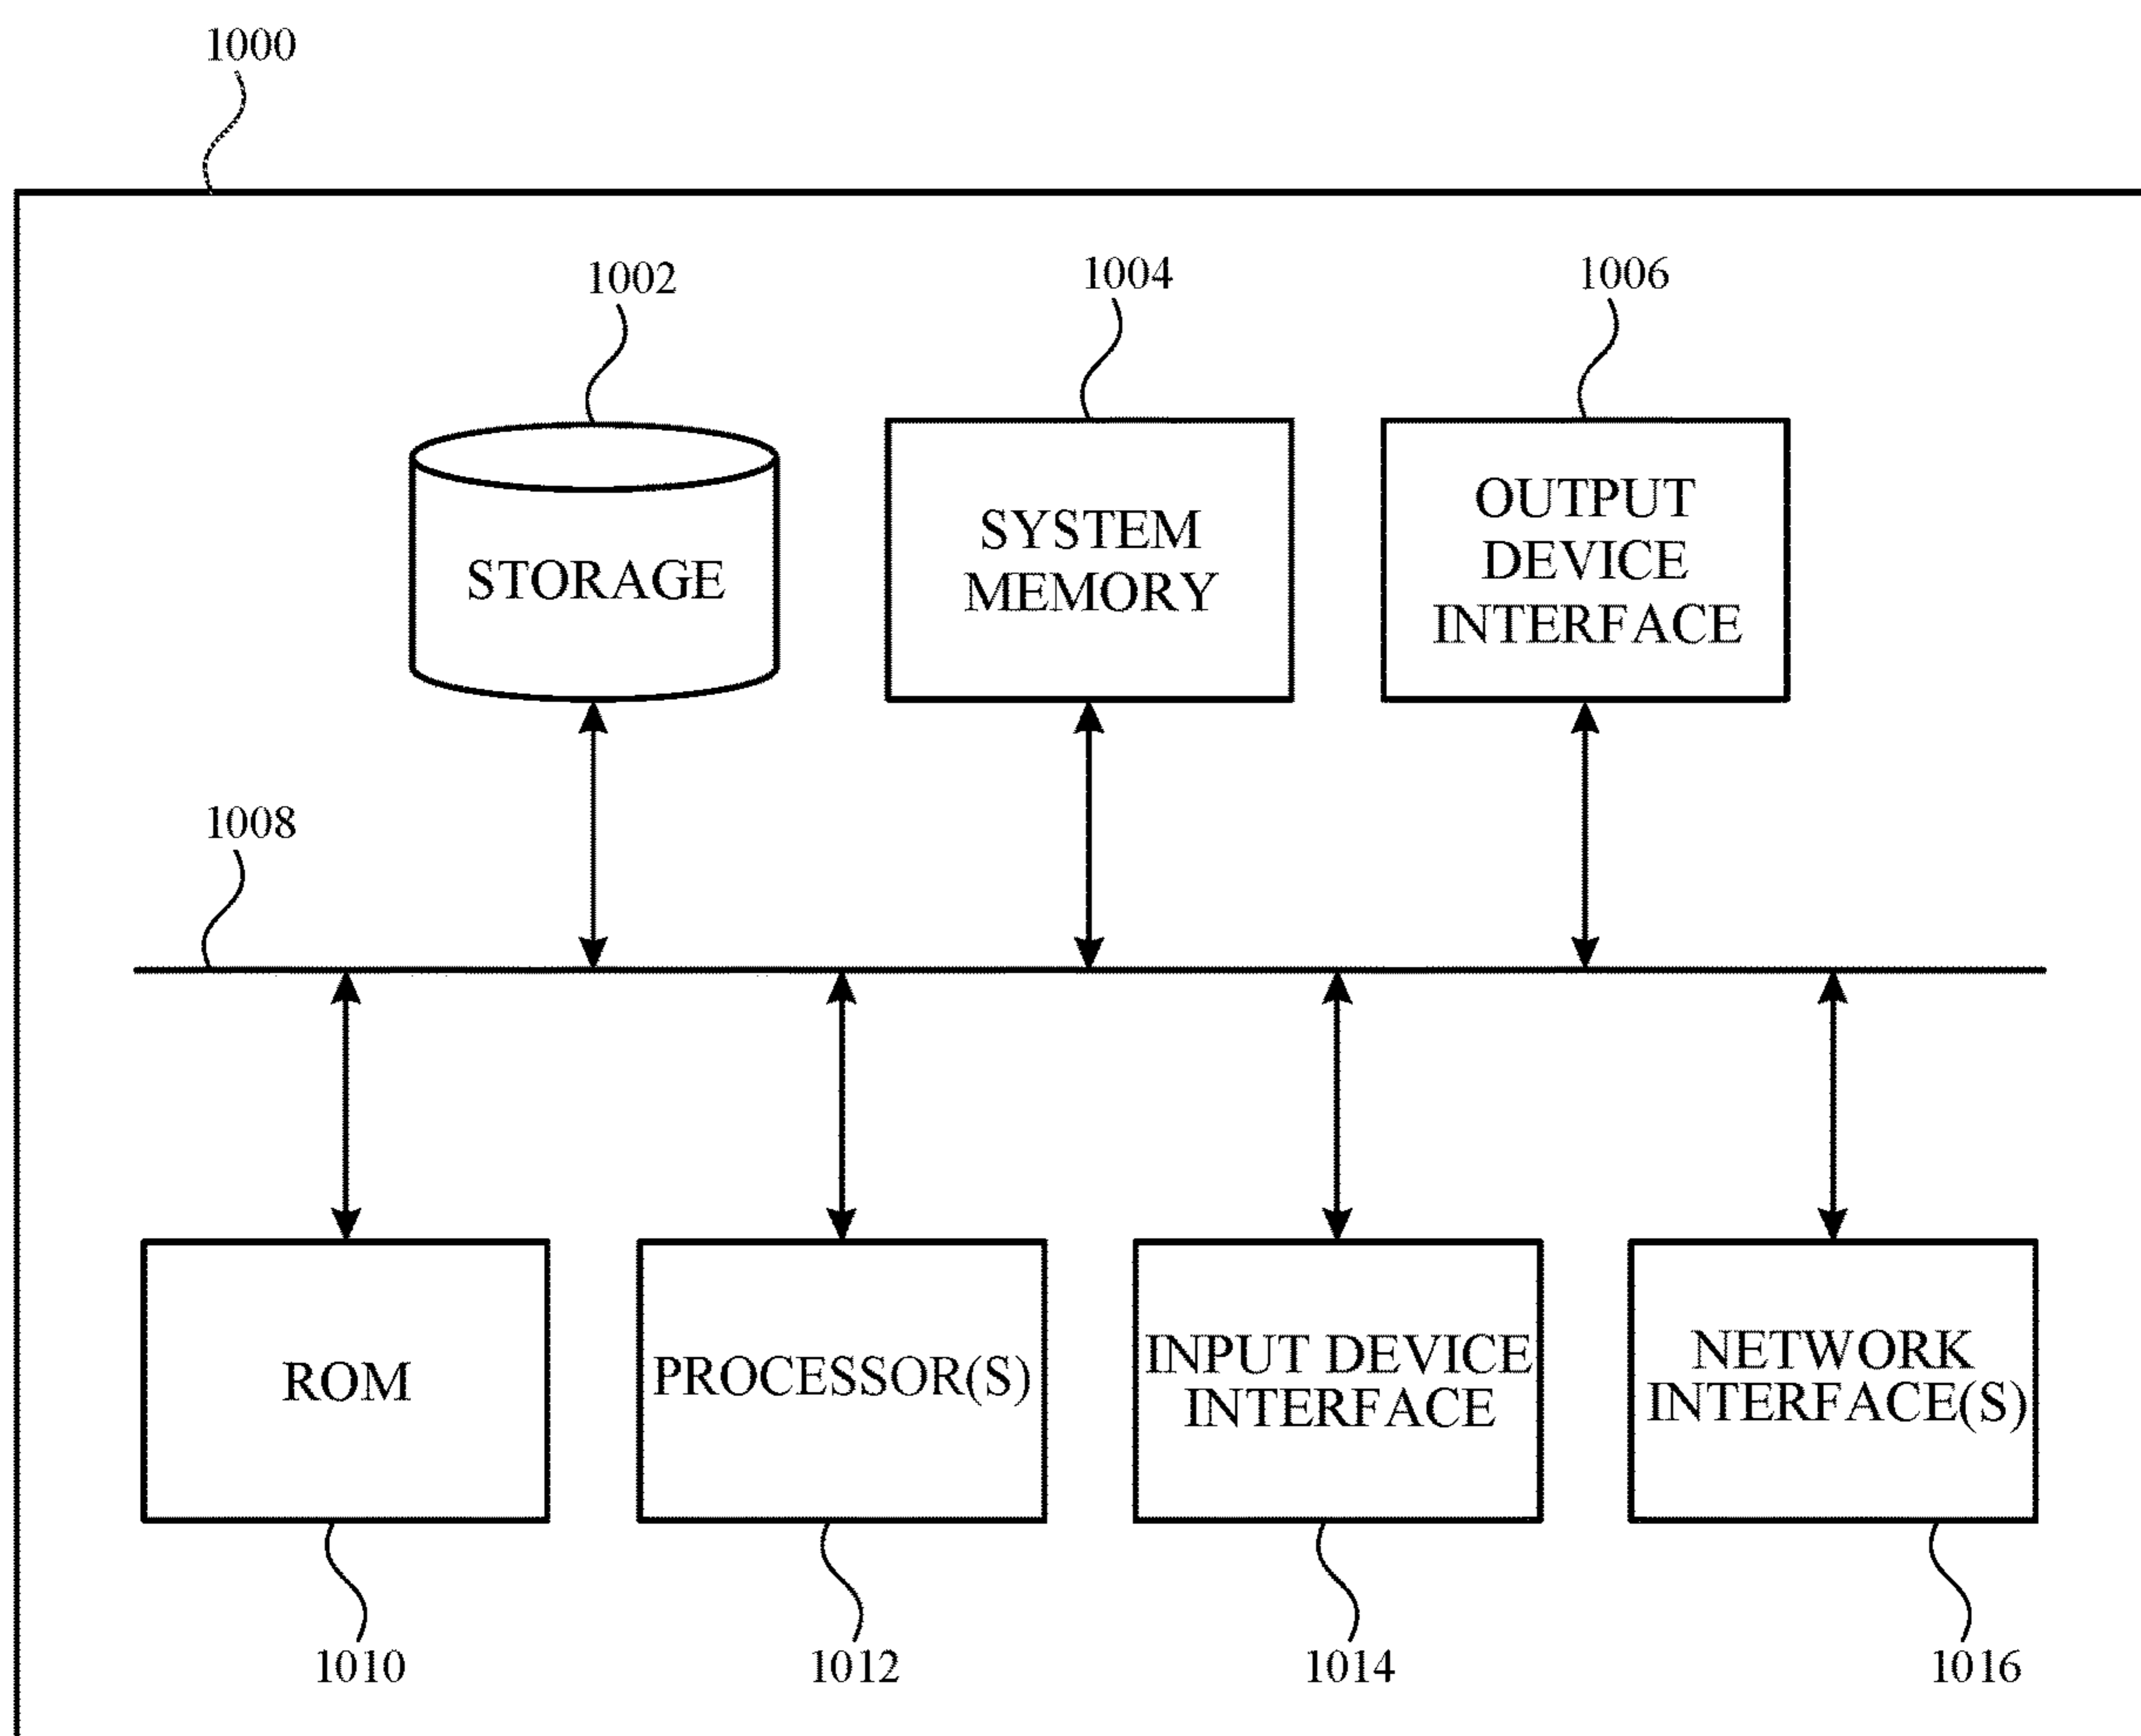 1000
1002
1004
1006
STORAGE
SYSTEM
MEMORY
OUTPUT
DEVICE
INTERFACE
1008
ROM
PROCESSOR(S)
INPUT DEVICE
INTERFACE
NETWORK
INTERFACE(S)
1010
1012
1014
1016